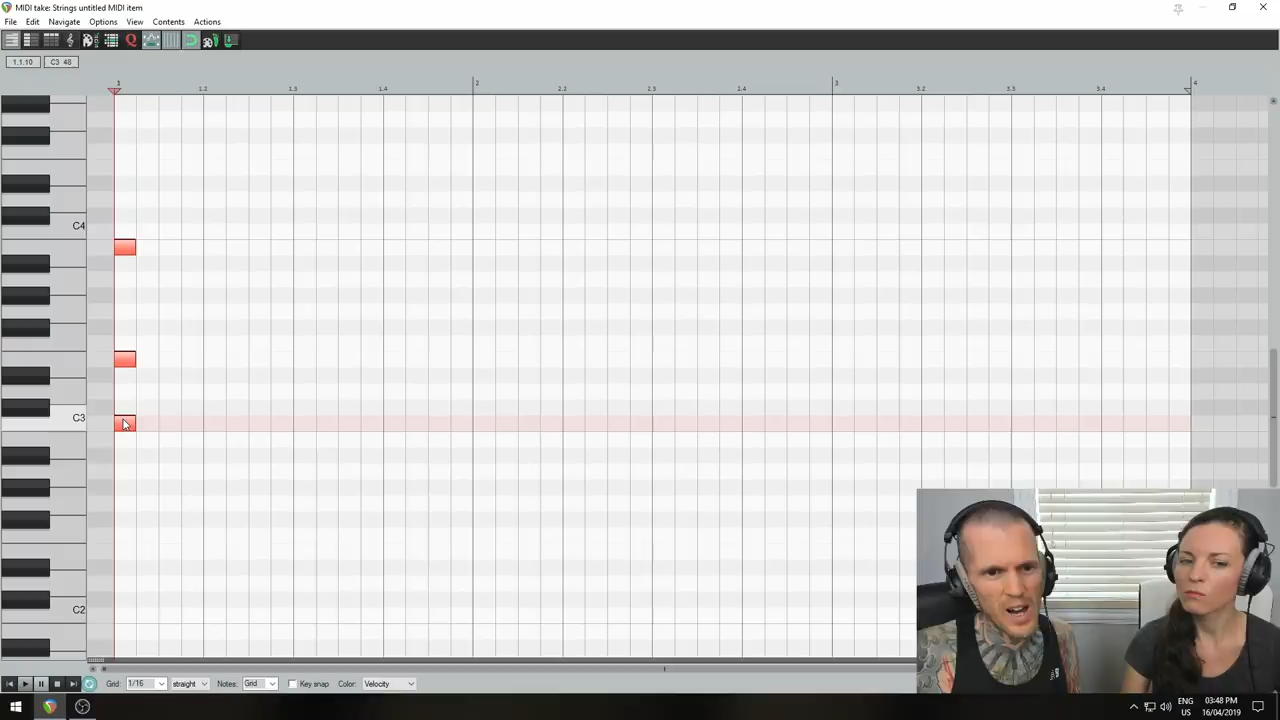 MIDI take: Strings untitled MIDI item
File Edit Navigate Options View Contents Actions
Q
1.1.10 C3 48
1 1.2 1.3 1.4 2 2.2 2.3 2.4 3 3.2 3.3 3.4 4
C4
C3
C2
Grid: 1/16 straight Notes: Grid Key snap Color: Velocity
ENG 03:48 PM
US 16/04/2019